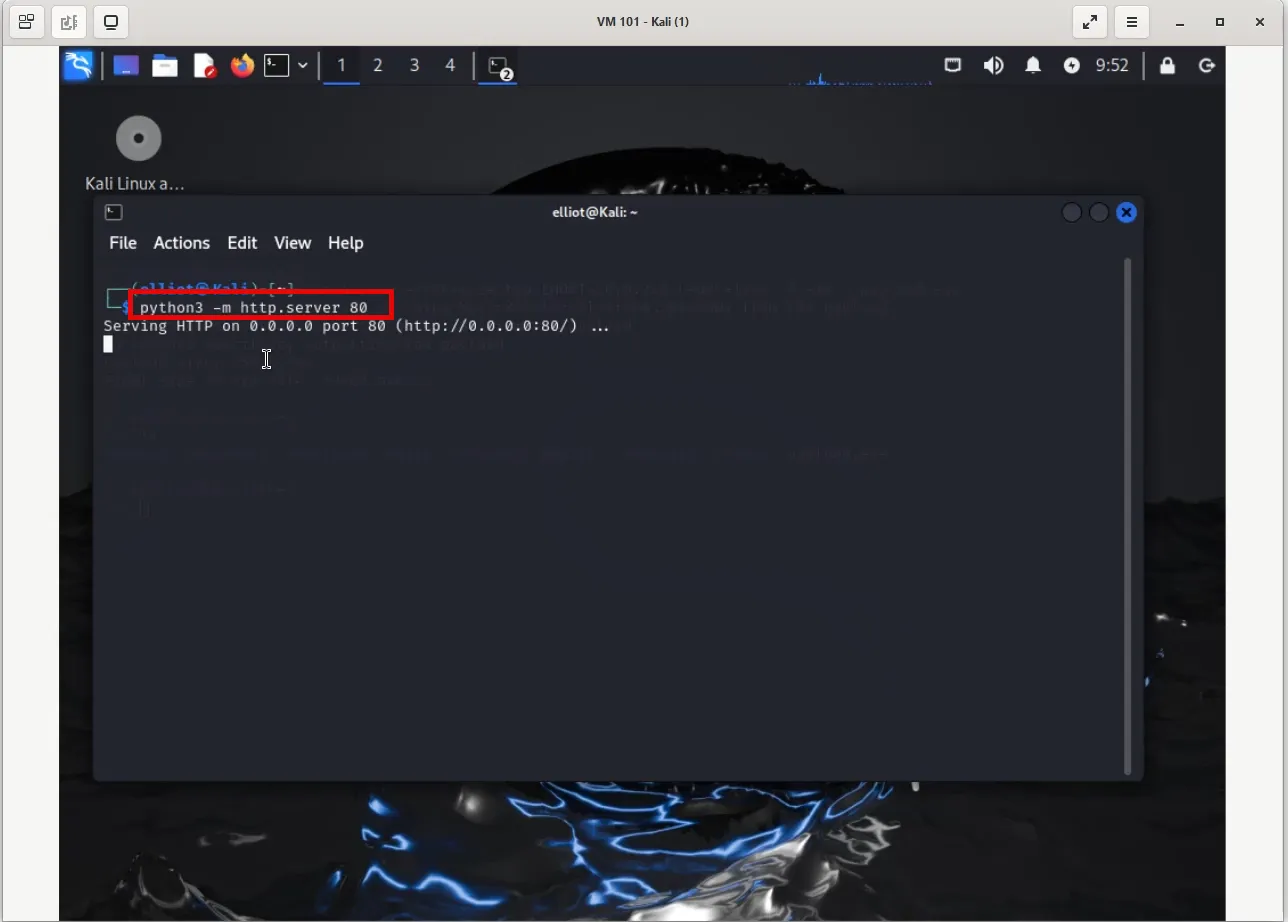 VM 101 - Kali (1)
1 2 3 4 2 9:52
Kali Linux a...
elliot@Kali: ~
File Actions Edit View Help
(elliot@Kali)-[~]
$ python3 -m http.server 80
Serving HTTP on 0.0.0.0 port 80 (http://0.0.0.0:80/) ...